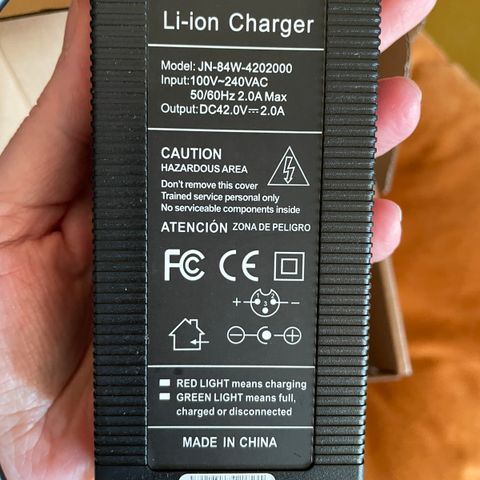 Li-ion Charger
Model: JN-84W-4202000
Input:100V~240VAC
50/60Hz 2.0A Max
Output:DC42.0V⎓2.0A
CAUTION
HAZARDOUS AREA
Don't remove this cover
Trained service personal only
No serviceable components inside
ATENCIÓN ZONA DE PELIGRO
FC CE
+ 3 -
- +
RED LIGHT means charging
GREEN LIGHT means full,
charged or disconnected
MADE IN CHINA